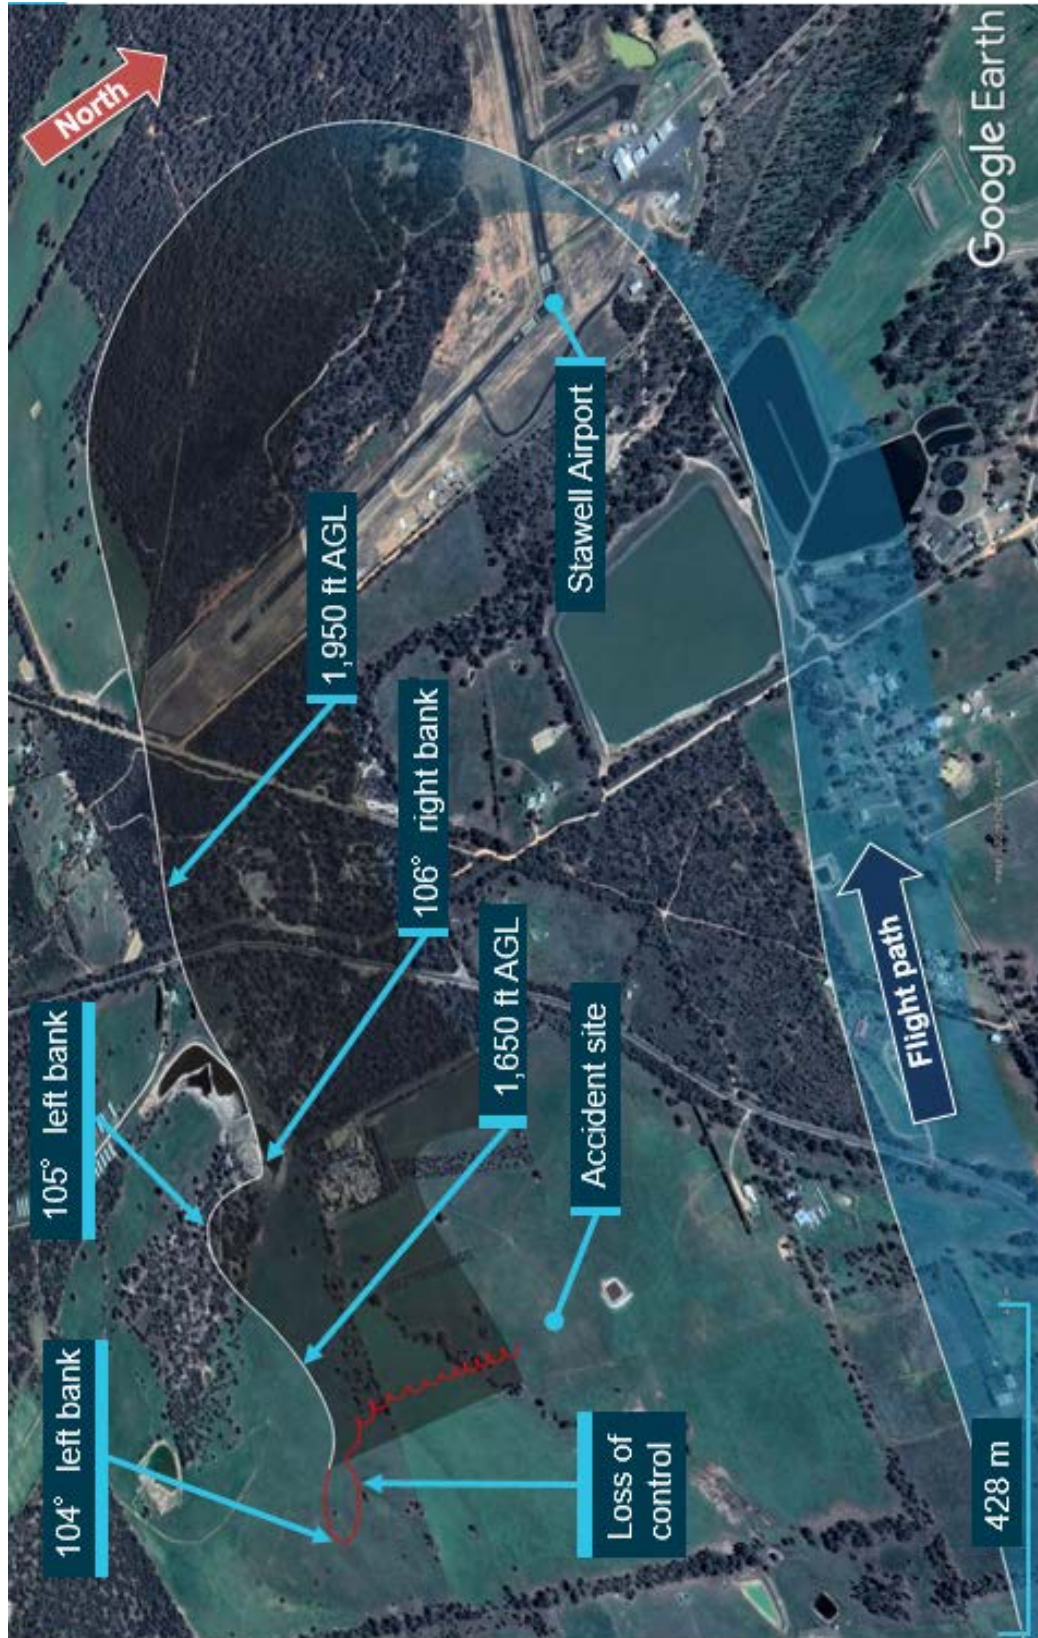 104° left bank
105° left bank
North
1,950 ft AGL
106° right bank
1,650 ft AGL
Stawell Airport
Accident site
Loss of
control
Flight path
428 m
Google Earth